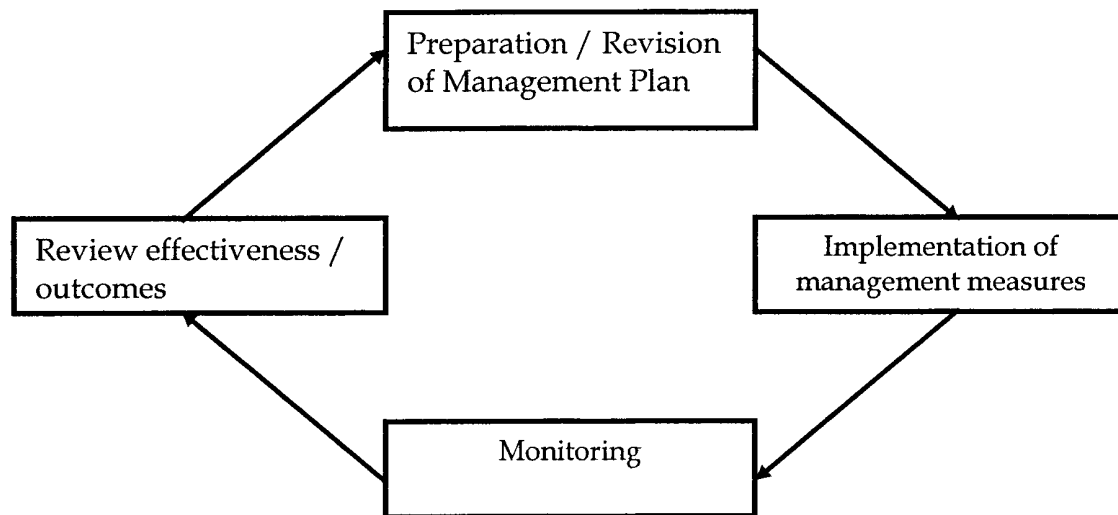 Preparation / Revision
of Management Plan
Review effectiveness /
outcomes
Implementation of
management measures
Monitoring